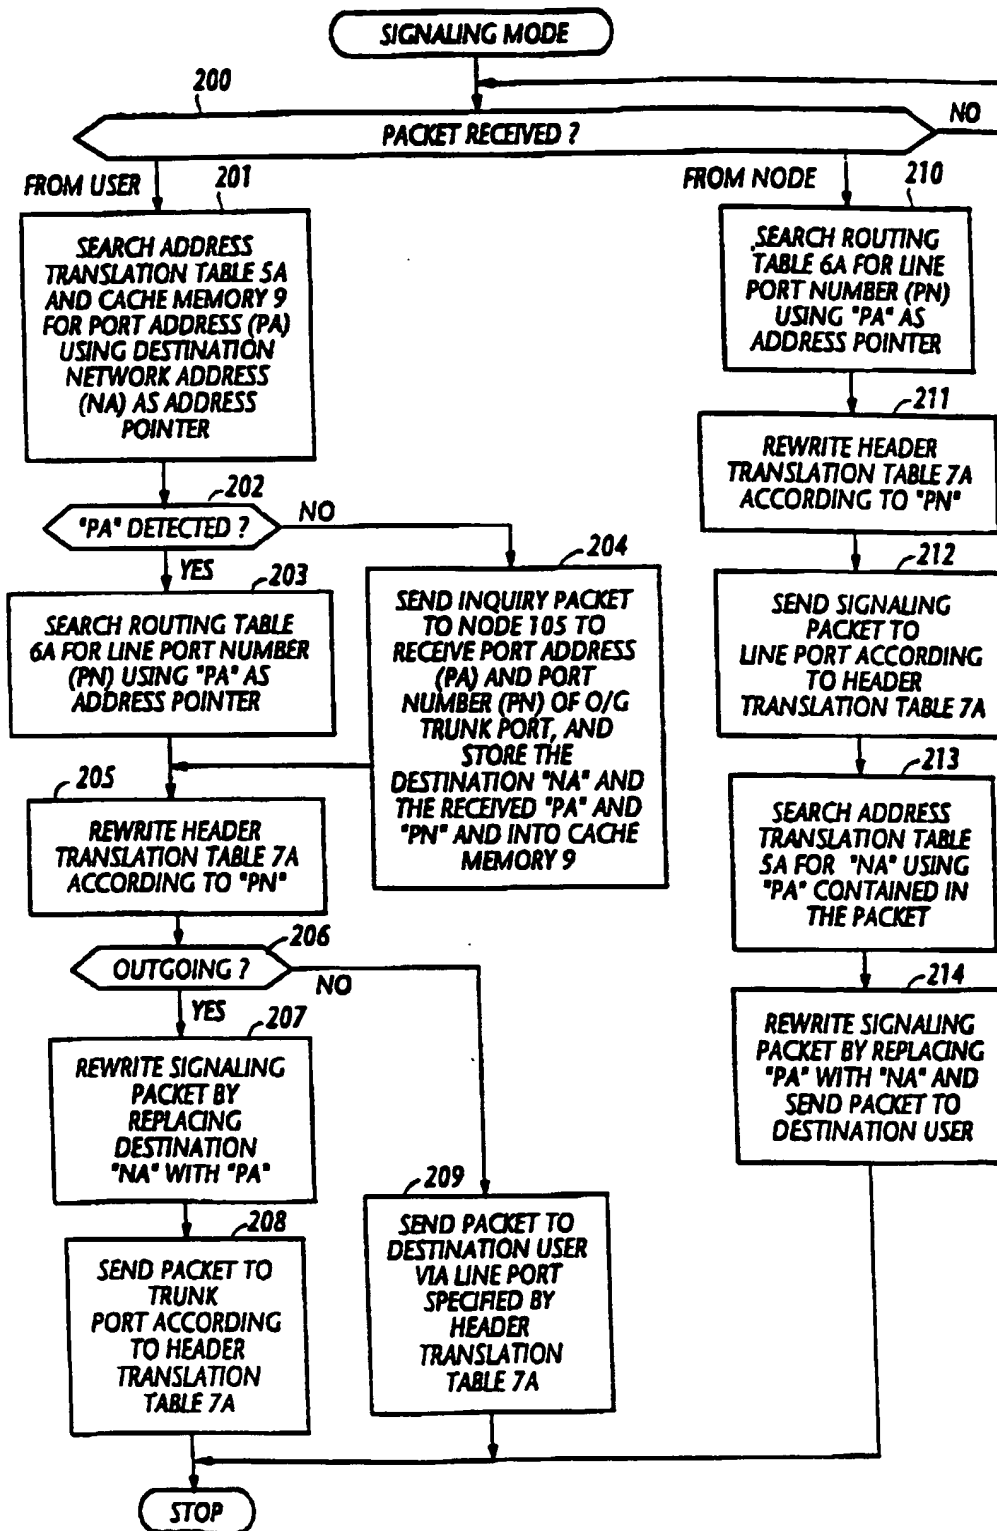 SIGNALING MODE
200
PACKET RECEIVED ?
NO
FROM USER
201
SEARCH ADDRESS
TRANSLATION TABLE 5A
AND CACHE MEMORY 9
FOR PORT ADDRESS (PA)
USING DESTINATION
NETWORK ADDRESS
(NA) AS ADDRESS
POINTER
202
"PA" DETECTED ?
NO
YES
203
SEARCH ROUTING TABLE
6A FOR LINE PORT NUMBER
(PN) USING "PA" AS
ADDRESS POINTER
204
SEND INQUIRY PACKET
TO NODE 105 TO
RECEIVE PORT ADDRESS
(PA) AND PORT
NUMBER (PN) OF O/G
TRUNK PORT, AND
STORE THE
DESTINATION "NA" AND
THE RECEIVED "PA" AND
"PN" AND INTO CACHE
MEMORY 9
205
REWRITE HEADER
TRANSLATION TABLE 7A
ACCORDING TO "PN"
206
OUTGOING ?
NO
YES
207
REWRITE SIGNALING
PACKET BY
REPLACING
DESTINATION
"NA" WITH "PA"
208
SEND PACKET TO
TRUNK
PORT ACCORDING
TO HEADER
TRANSLATION
TABLE 7A
209
SEND PACKET TO
DESTINATION USER
VIA LINE PORT
SPECIFIED BY
HEADER
TRANSLATION
TABLE 7A
FROM NODE
210
SEARCH ROUTING
TABLE 6A FOR LINE
PORT NUMBER (PN)
USING "PA" AS
ADDRESS POINTER
211
REWRITE HEADER
TRANSLATION TABLE 7A
ACCORDING TO "PN"
212
SEND SIGNALING
PACKET TO
LINE PORT ACCORDING
TO HEADER
TRANSLATION TABLE 7A
213
SEARCH ADDRESS
TRANSLATION TABLE
5A FOR "NA" USING
"PA" CONTAINED IN
THE PACKET
214
REWRITE SIGNALING
PACKET BY REPLACING
"PA" WITH "NA" AND
SEND PACKET TO
DESTINATION USER
STOP